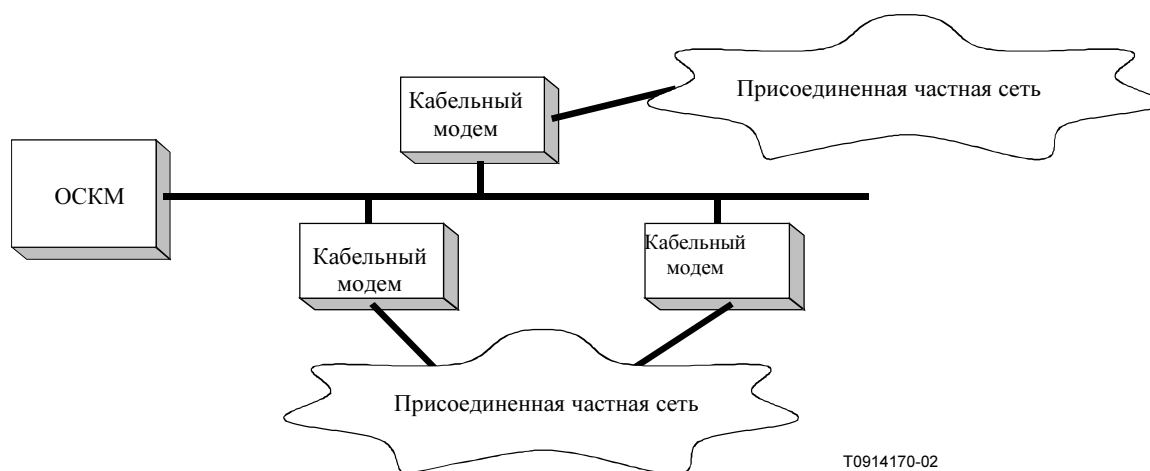 Кабельный
модем
Присоединенная частная сеть
ОСКМ
Кабельный
модем
Кабельный
модем
Присоединенная частная сеть
T0914170-02